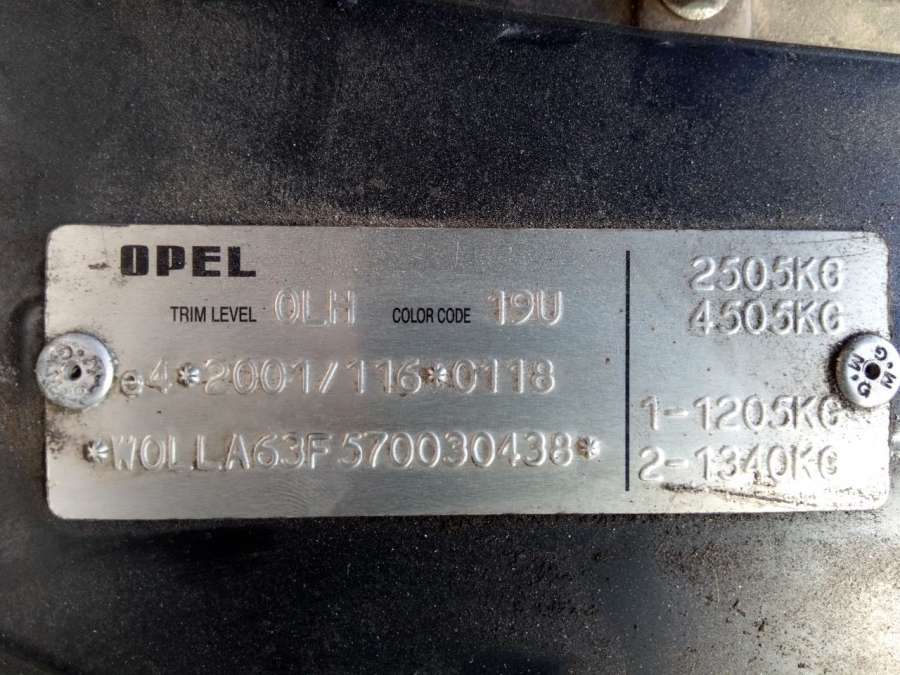 OPEL
TRIM LEVEL 0LH COLOR CODE 19U
e4*2001/116*0118
*W0LLA63F570030438*
2505KG
4505KG
1-1205KG
2-1340KG
G.M.D.W